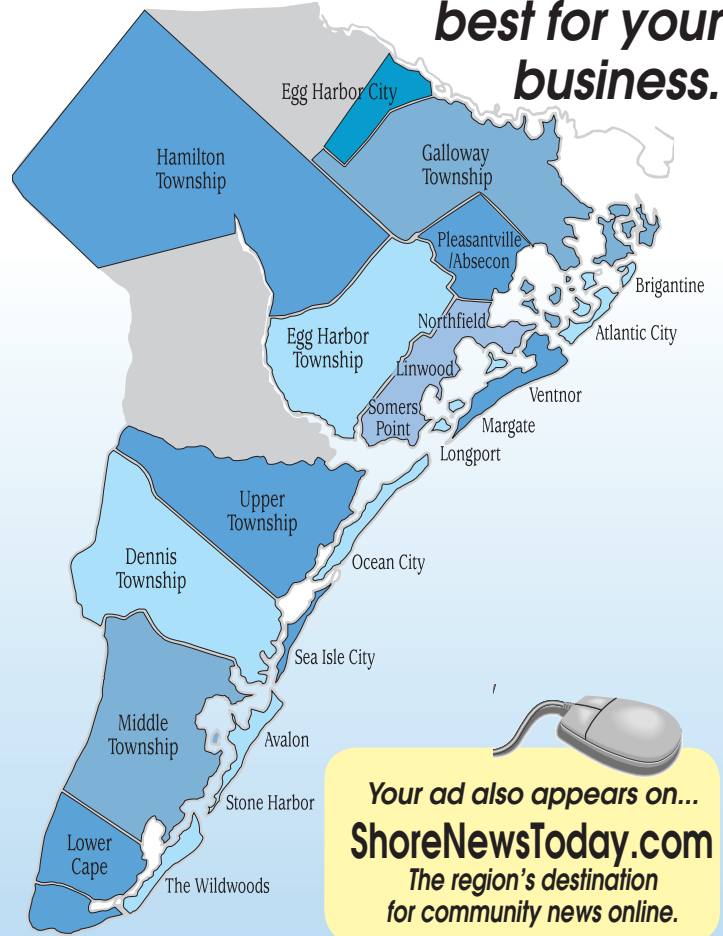 best for your
business.
Egg Harbor City
Hamilton
Township
Galloway
Township
Pleasantville
/Absecon
Brigantine
Northfield
Atlantic City
Egg Harbor
Township
Linwood
Ventnor
Somers
Point
Margate
Longport
Upper
Township
Ocean City
Dennis
Township
Sea Isle City
Middle
Township
Avalon
Stone Harbor
Lower
Cape
The Wildwoods
Your ad also appears on...
ShoreNewsToday.com
The region's destination
for community news online.